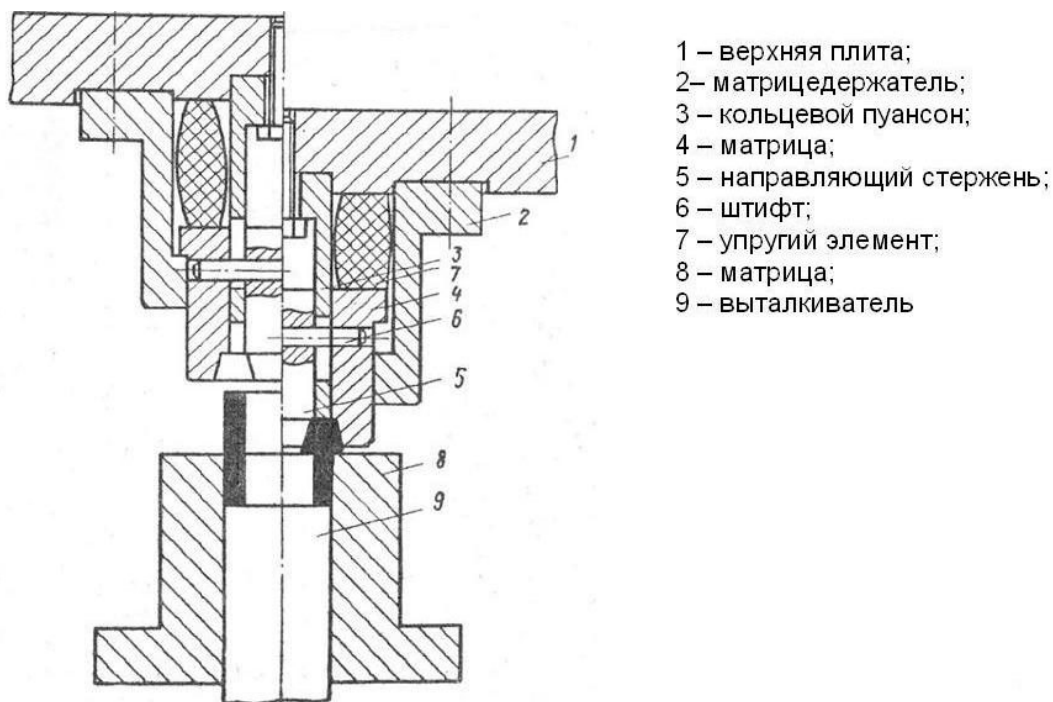 1 – верхняя плита;
2– матрицедержатель;
3 – кольцевой пуансон;
4 – матрица;
5 – направляющий стержень;
6 – штифт;
7 – упругий элемент;
8 – матрица;
9 – выталкиватель
1
2
3
7
4
6
5
8
9